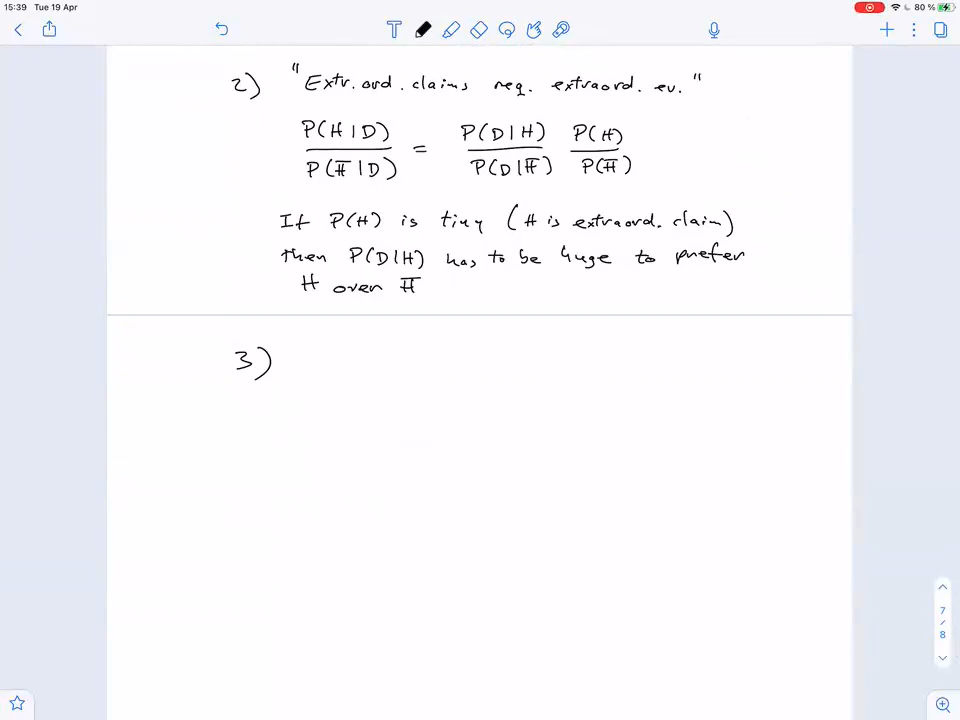 15:39 Tue 19 Apr 80 %
2) "Extr. ord. claims req. extraord. ev."
P(H|D) / P(H̅|D) = P(D|H) / P(D|H̅) P(H) / P(H̅)
If P(H) is tiny (H is extraord. claim)
then P(D|H) has to be huge to prefer
H over H̅
3)
7
/
8